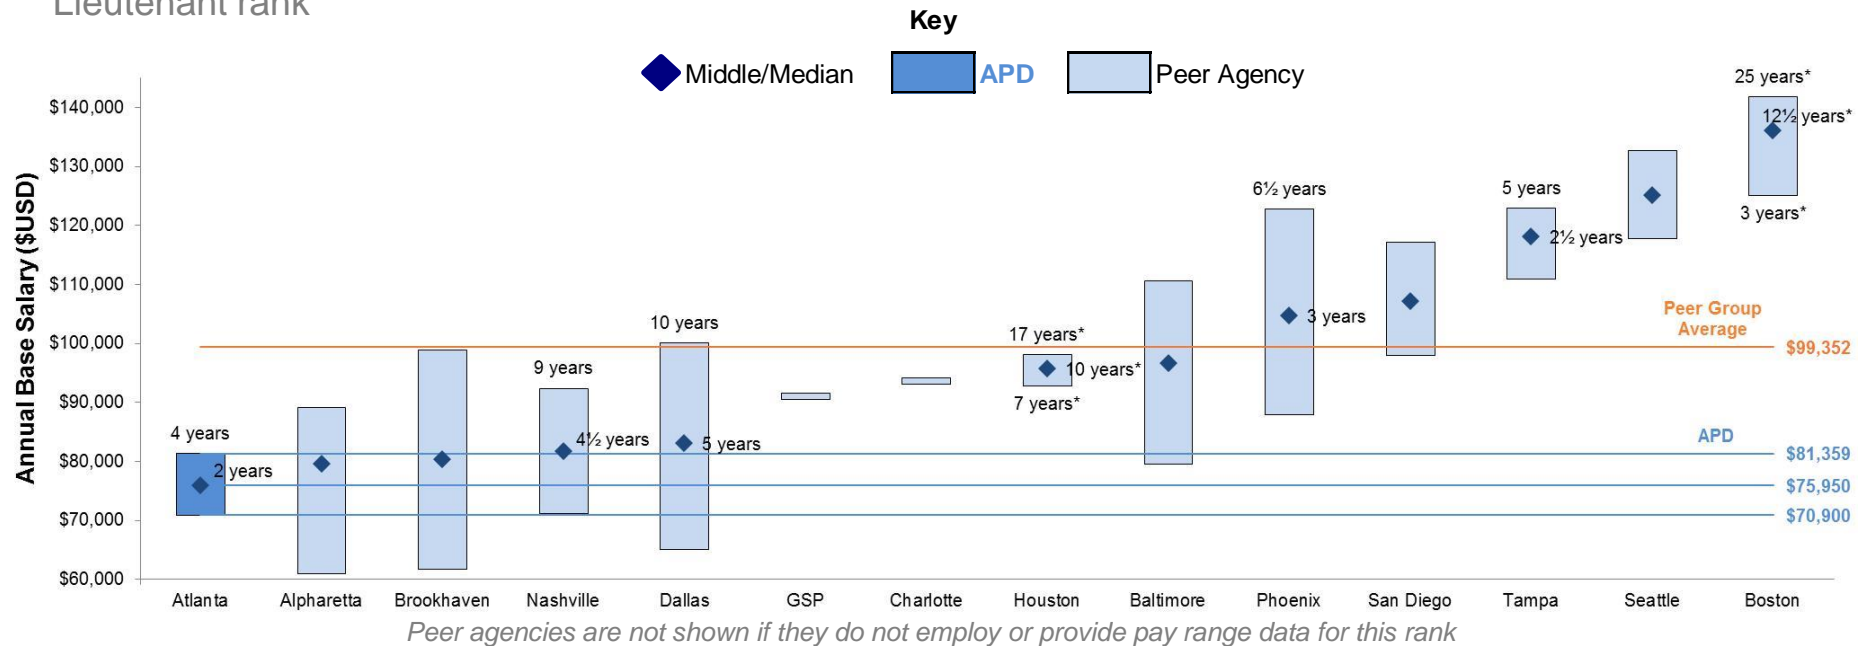 Lieutenant rank
Key
Middle/Median
APD
Peer Agency
Annual Base Salary ($USD)
$140,000
$130,000
$120,000
$110,000
$100,000
$90,000
$80,000
$70,000
$60,000
4 years
2 years
9 years
4½ years
10 years
5 years
17 years*
10 years*
7 years*
6½ years
3 years
5 years
2½ years
25 years*
12½ years*
3 years*
Peer Group
Average
$99,352
APD
$81,359
$75,950
$70,900
Atlanta
Alpharetta
Brookhaven
Nashville
Dallas
GSP
Charlotte
Houston
Baltimore
Phoenix
San Diego
Tampa
Seattle
Boston
Peer agencies are not shown if they do not employ or provide pay range data for this rank